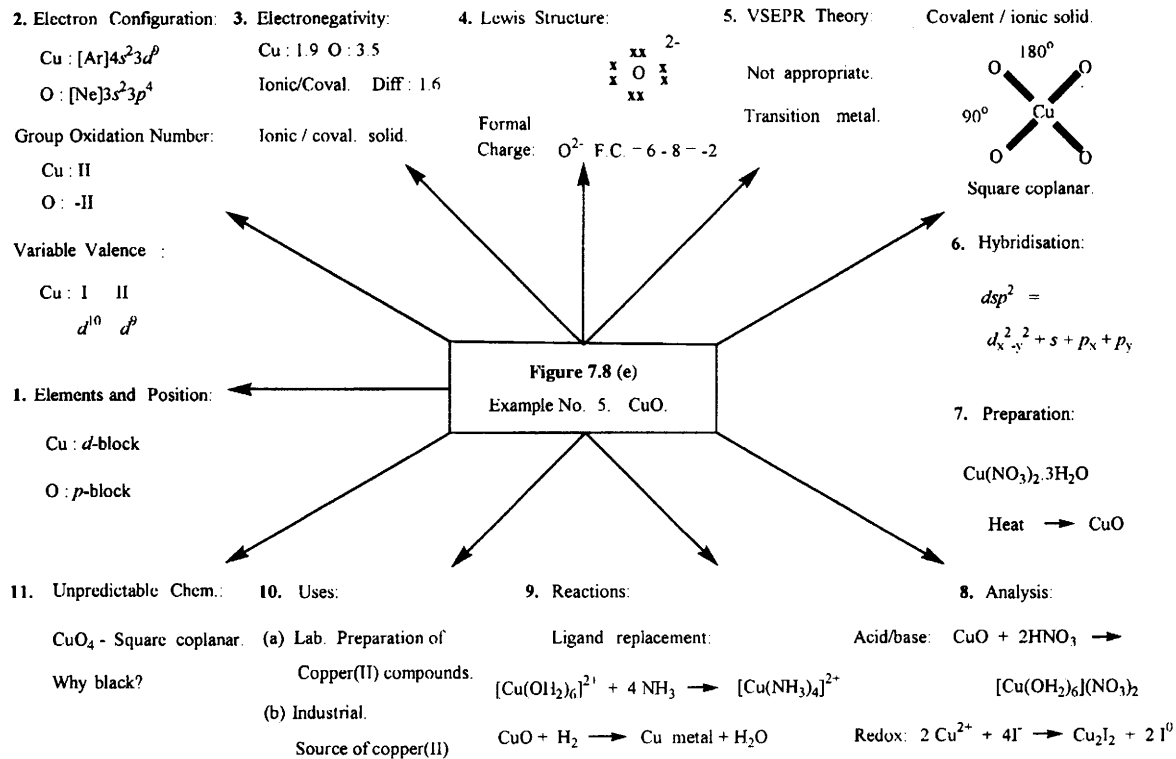 2. Electron Configuration:
Cu : [Ar]4s²3d⁹
O : [Ne]3s²3p⁴
Group Oxidation Number:
Cu : II
O : -II
Variable Valence :
Cu : I II
d¹⁰ d⁹
1. Elements and Position:
Cu : d-block
O : p-block
3. Electronegativity:
Cu : 1.9 O : 3.5
Ionic/Coval. Diff : 1.6
Ionic / coval. solid.
4. Lewis Structure:
xx 2-
x O x
x x
xx
Formal
Charge: O²⁻ F.C. = 6 - 8 = -2
5. VSEPR Theory:
Not appropriate.
Transition metal.
Covalent / ionic solid.
180°
O O
90° Cu
O O
Square coplanar.
6. Hybridisation:
dsp² =
dₓ²₋ᵧ² + s + pₓ + pᵧ
Figure 7.8 (e)
Example No. 5. CuO.
7. Preparation:
Cu(NO₃)₂.3H₂O
Heat → CuO
11. Unpredictable Chem.:
CuO₄ - Square coplanar.
Why black?
10. Uses:
(a) Lab. Preparation of
Copper(II) compounds.
(b) Industrial.
Source of copper(II)
9. Reactions:
Ligand replacement:
[Cu(OH₂)₆]²⁺ + 4 NH₃ → [Cu(NH₃)₄]²⁺
CuO + H₂ → Cu metal + H₂O
8. Analysis:
Acid/base: CuO + 2HNO₃ →
[Cu(OH₂)₆](NO₃)₂
Redox: 2 Cu²⁺ + 4I⁻ → Cu₂I₂ + 2 I⁰